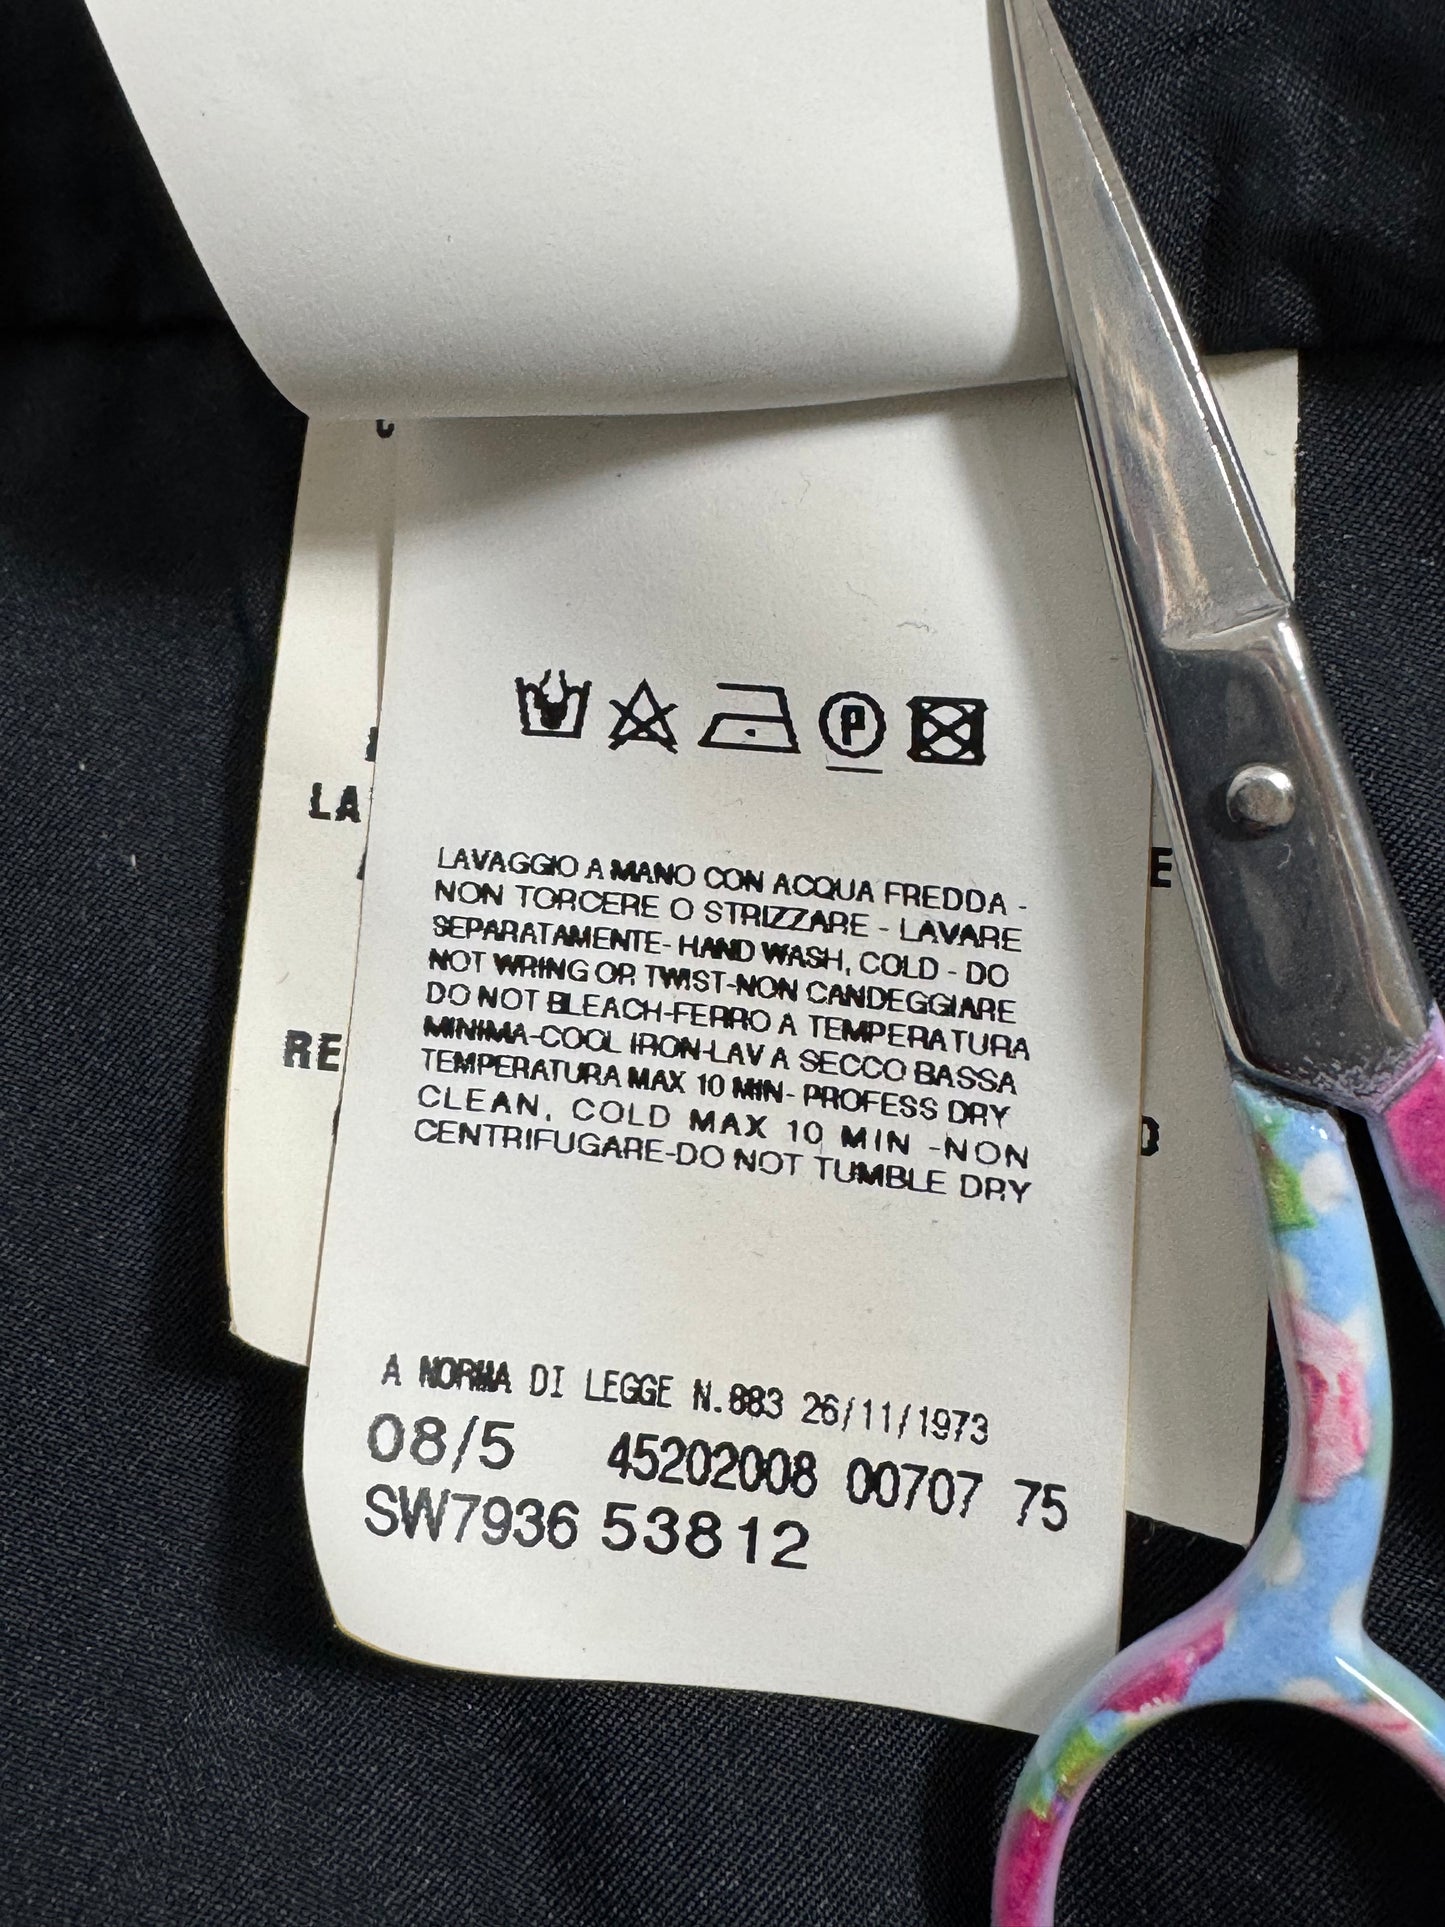 LA
RE
E
P
LAVAGGIO A MANO CON ACQUA FREDDA -
NON TORCERE O STRIZZARE - LAVARE
SEPARATAMENTE- HAND WASH, COLD - DO
NOT WRING OR TWIST-NON CANDEGGIARE
DO NOT BLEACH-FERRO A TEMPERATURA
MINIMA-COOL IRON-LAV A SECCO BASSA
TEMPERATURA MAX 10 MIN- PROFESS DRY
CLEAN, COLD MAX 10 MIN -NON
CENTRIFUGARE-DO NOT TUMBLE DRY
A NORMA DI LEGGE N.883 26/11/1973
08/5 45202008 00707 75
SW7936 53812